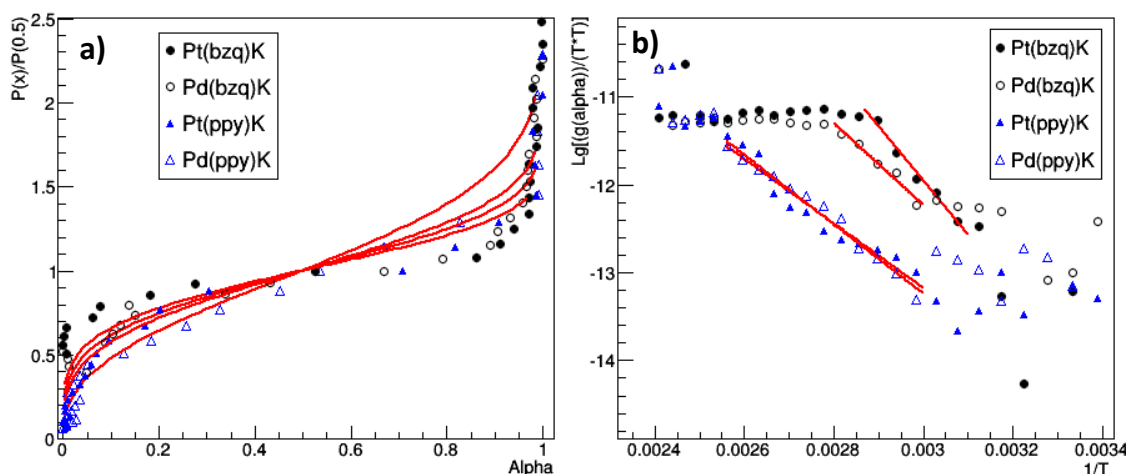 a)
P(x)/P(0.5)
2.5
2
1.5
1
0.5
0
Pt(bzq)K
Pd(bzq)K
Pt(ppy)K
Pd(ppy)K
0 0.2 0.4 0.6 0.8 1
Alpha
b)
Lg[(g(alpha))/(T*T)]
-11
-12
-13
-14
Pt(bzq)K
Pd(bzq)K
Pt(ppy)K
Pd(ppy)K
0.0024 0.0026 0.0028 0.003 0.0032 0.0034
1/T